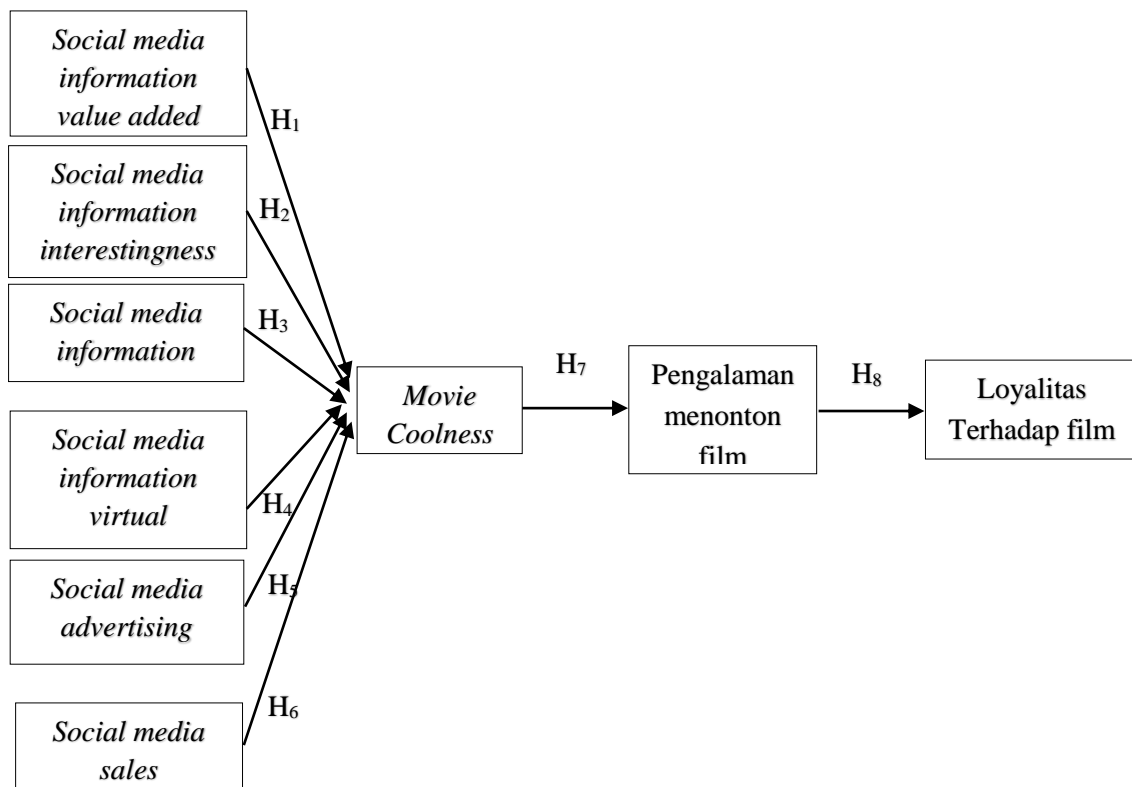 Social media
information
value added
H1
Social media
information
interestingness
H2
Social media
information
H3
Social media
information
virtual
H4
Social media
advertising
H5
Social media
sales
H6
Movie
Coolness
H7
Pengalaman
menonton
film
H8
Loyalitas
Terhadap film